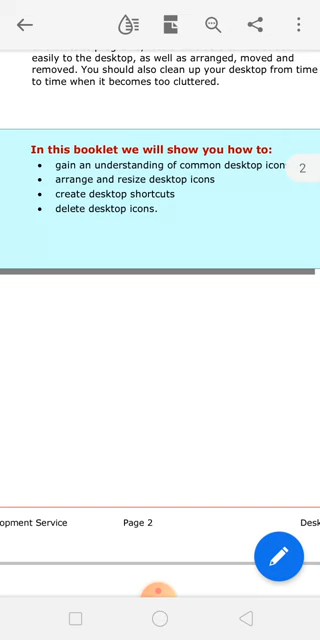 easily to the desktop, as well as arranged, moved and
removed. You should also clean up your desktop from time
to time when it becomes too cluttered.
In this booklet we will show you how to:
• gain an understanding of common desktop icon
2
• arrange and resize desktop icons
• create desktop shortcuts
• delete desktop icons.
opment Service Page 2 Desk